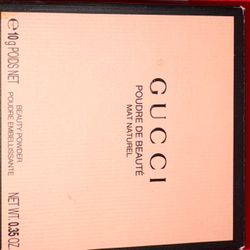 GUCCI
POUDRE DE BEAUTÉ
MAT NATUREL
BEAUTY POWDER
POUDRE EMBELLISSANTE
℮ 10 g POIDS NET
NET WT. 0.35 OZ